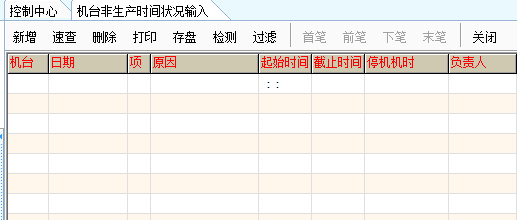 控制中心 机台非生产时间状况输入
新增 速查 删除 打印 存盘 检测 过滤 首笔 前笔 下笔 末笔 关闭
机台 日期 项 原因 起始时间 截止时间 停机机时 负责人
: :